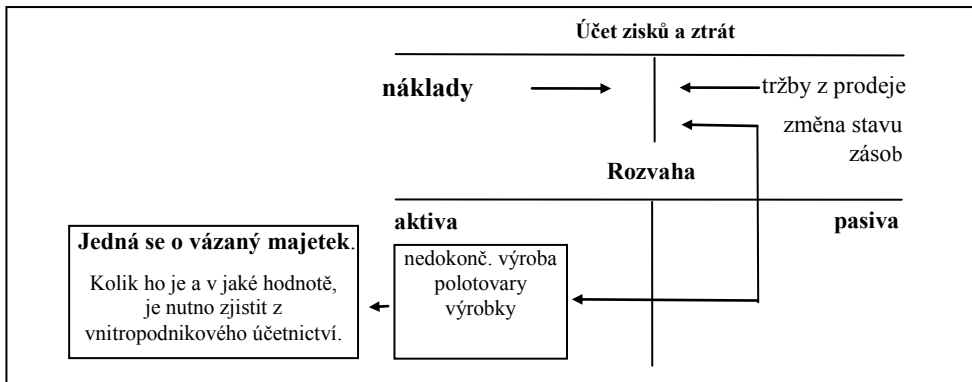 Účet zisků a ztrát
náklady
tržby z prodeje
změna stavu
zásob
Rozvaha
aktiva
pasiva
Jedná se o vázaný majetek.
Kolik ho je a v jaké hodnotě,
je nutno zjistit z
vnitropodnikového účetnictví.
nedokonč. výroba
polotovary
výrobky